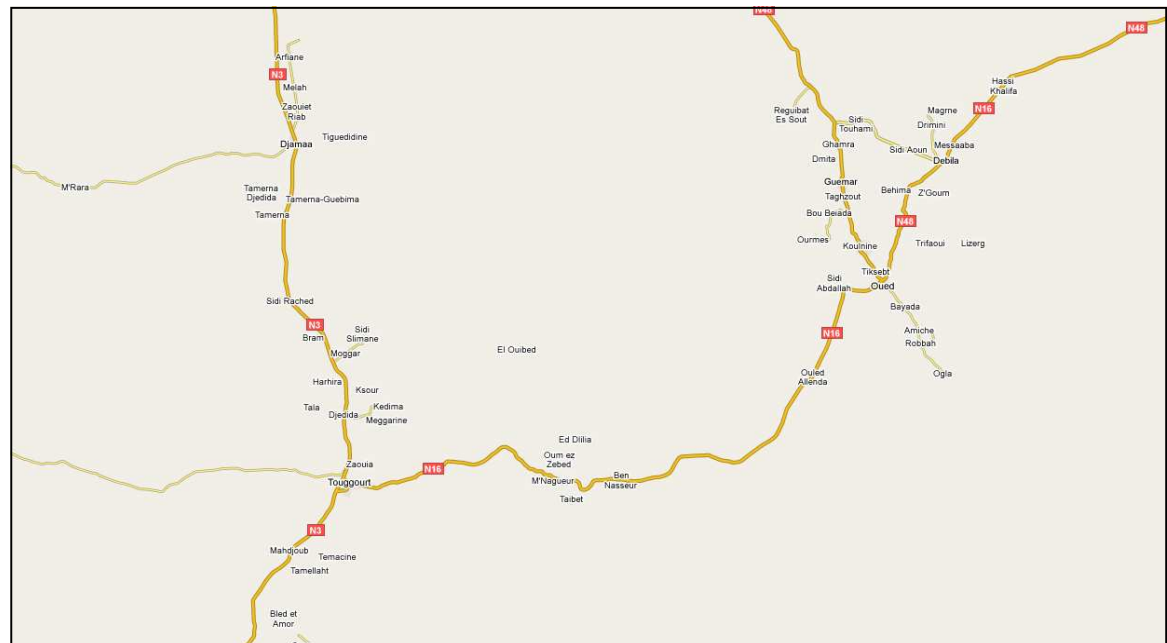 N48
N48
Arfiane
N3
Melah
Hassi
Khalifa
Zaouiet
Riab
Reguibat
Es Sout
N16
Magrne
Drimini
Sidi
Touhami
Tiguedidine
Djamaa
Ghamra
Messaaba
Sidi Aoun
Dmita
Debila
M'Rara
Guemar
Tamerna
Djedida
Tamerna-Guebima
Taghzout
Behima
Z'Goum
Tamerna
Bou Beiada
N48
Ourmes
Koulnine
Trifaoui
Lizerg
Tiksebt
Sidi
Abdallah
Oued
Sidi Rached
Bayada
N3
Sidi
Slimane
Bram
Amiche
N16
Robbah
Moggar
El Ouibed
Harhira
Ksour
Ouled
Allenda
Ogla
Tala
Kedima
Djedida
Meggarine
Ed Dlilia
Oum ez
Zebed
Zaouia
N16
Touggourt
M'Nagueur
Ben
Nasseur
Taibet
N3
Mahdjoub
Temacine
Tamellaht
Bled et
Amor